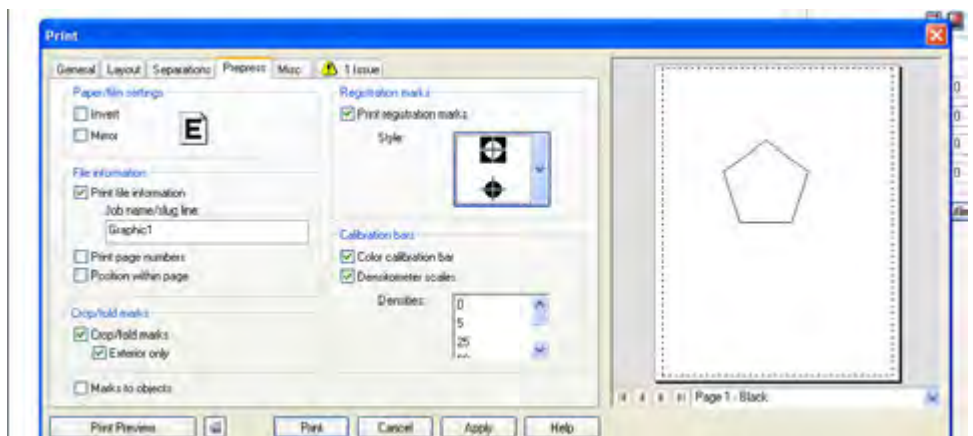 Print
General Layout Separations Prepress Misc 1 Issue
Paper/film settings
Invert
Mirror
E
File information
Print file information
Job name/slug line:
Graphic1
Print page numbers
Position within page
Crop/fold marks
Crop/fold marks
Exterior only
Marks to objects
Registration marks
Print registration marks
Style:
Calibration bars
Color calibration bar
Densitometer scales
Densities:
0
5
25
Page 1 - Black
Print Preview
Print
Cancel
Apply
Help